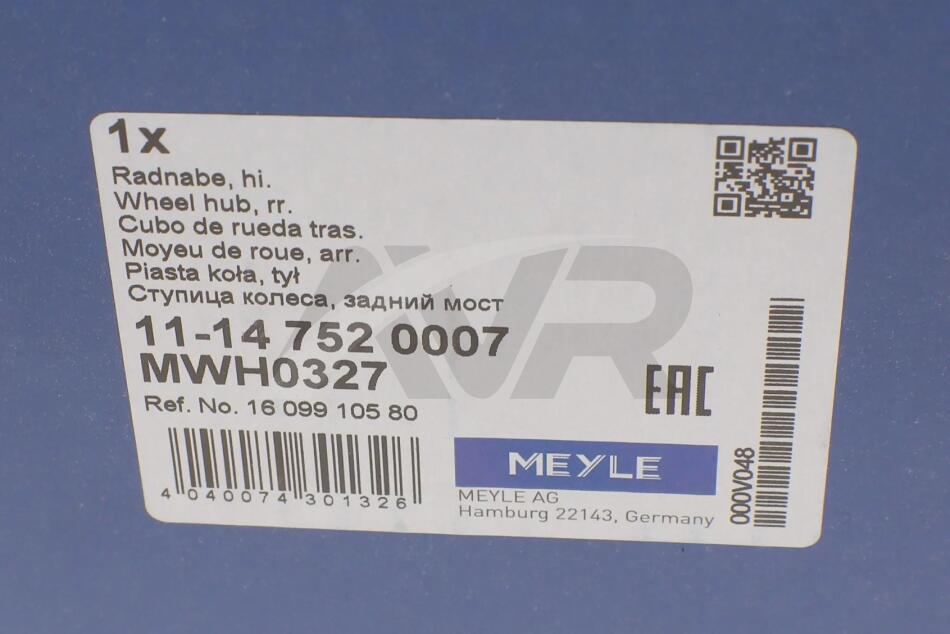 1x
Radnabe, hi.
Wheel hub, rr.
Cubo de rueda tras.
Moyeu de roue, arr.
Piasta koła, tył
Ступица колеса, задний мост
11-14 752 0007
MWH0327
Ref. No. 16 099 105 80
EAC
4 040074 301326
MEYLE
MEYLE AG
Hamburg 22143, Germany
000V048
AVR